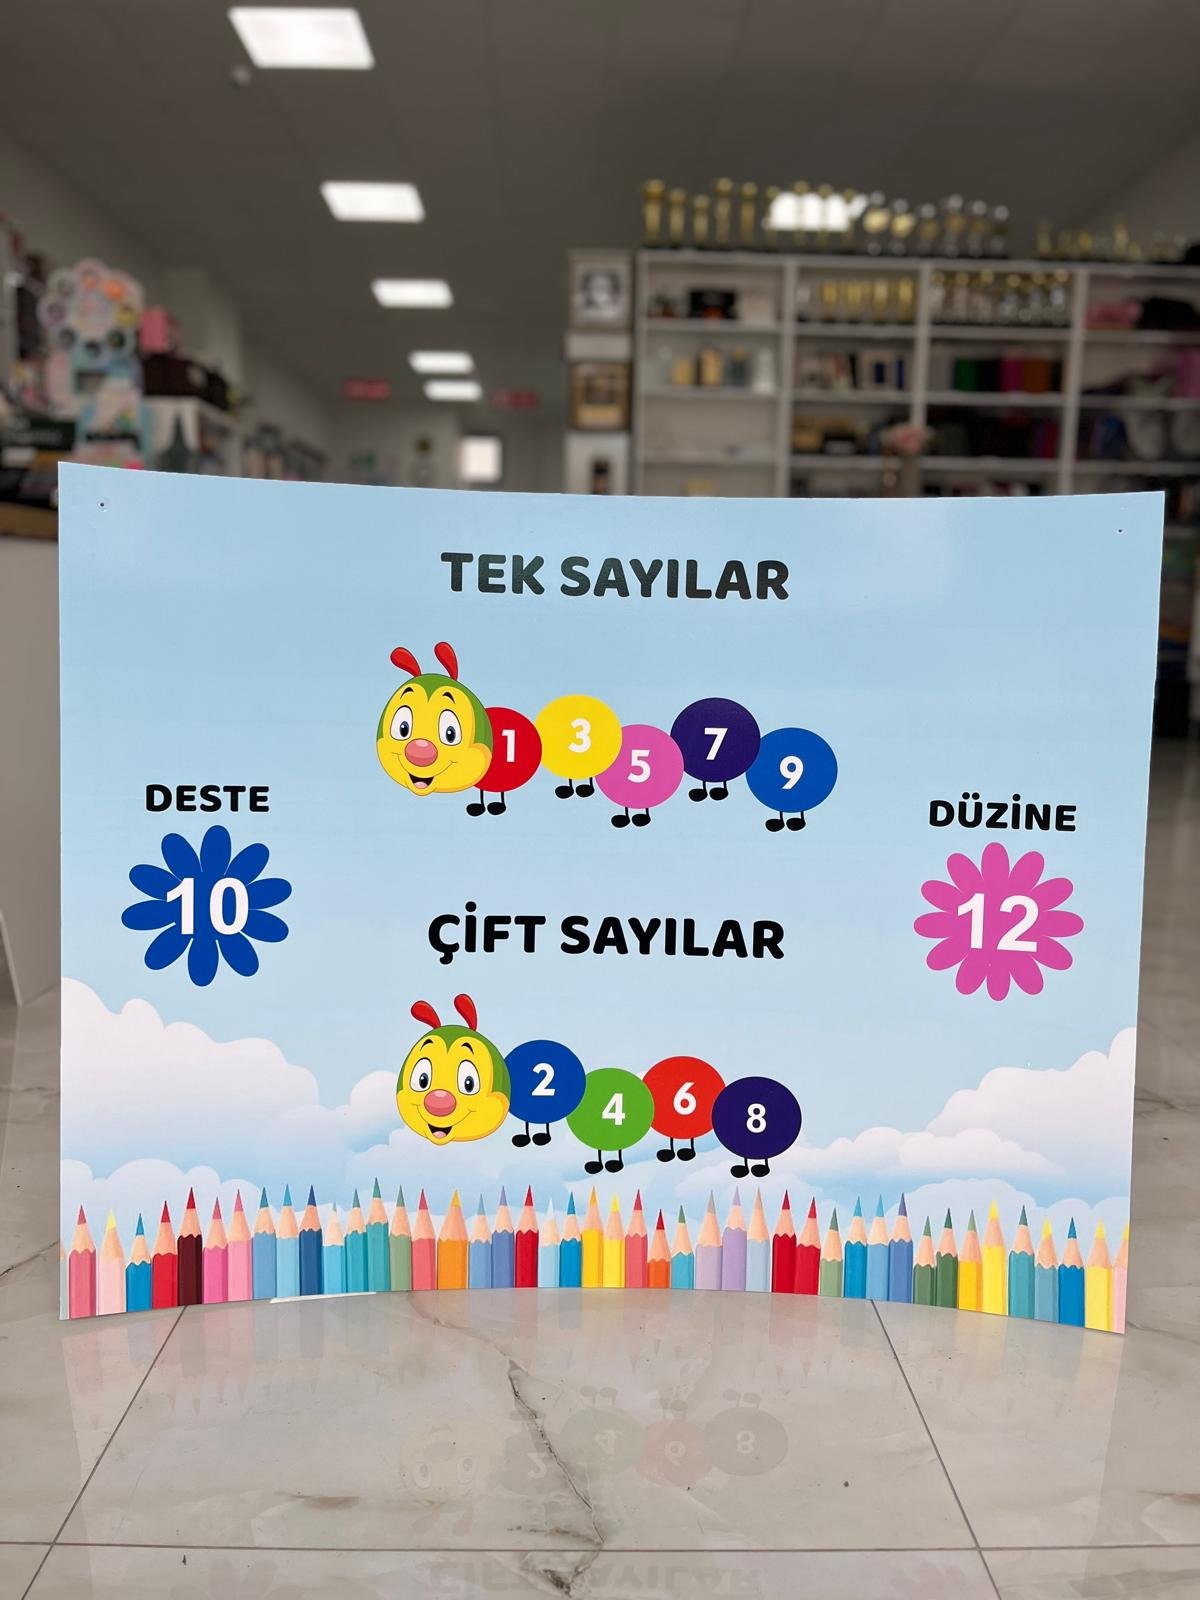 TEK SAYILAR
1 3 5 7 9
DESTE
10
DÜZİNE
12
ÇİFT SAYILAR
2 4 6 8